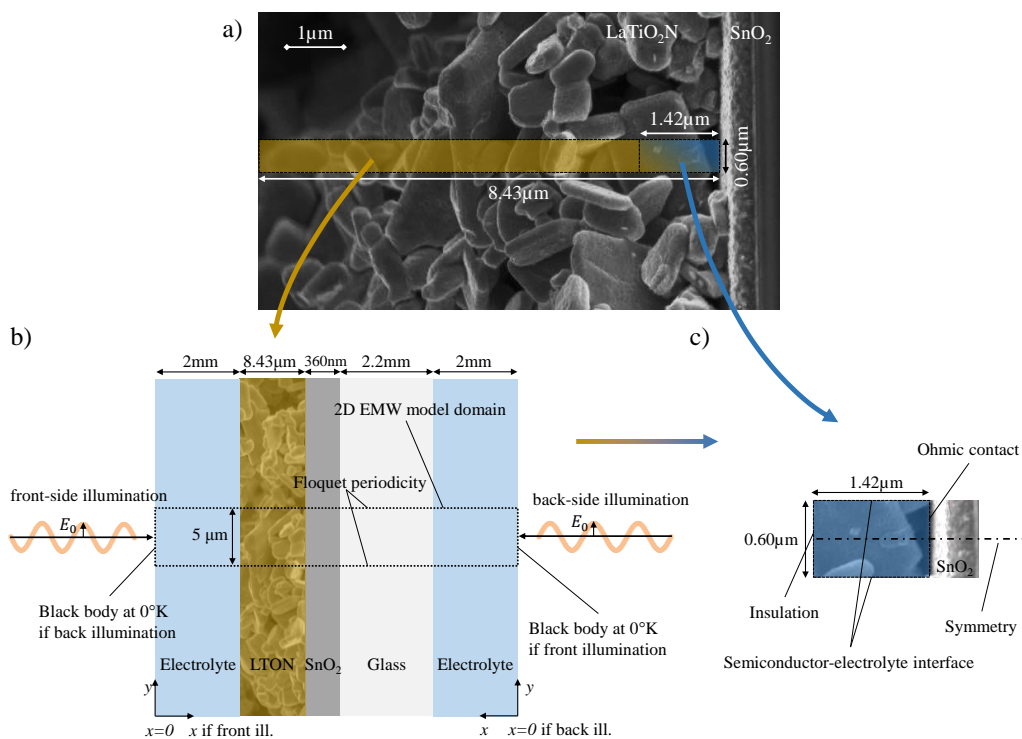 a)
1µm
LaTiO2N
SnO2
1.42µm
0.60µm
8.43µm
b)
c)
2mm
8.43µm
360nm
2.2mm
2mm
2D EMW model domain
Floquet periodicity
front-side illumination
E0
5 µm
back-side illumination
E0
Black body at 0°K
if back illumination
Black body at 0°K
if front illumination
Electrolyte
LTON
SnO2
Glass
Electrolyte
y
y
x=0
x if front ill.
x
x=0 if back ill.
Ohmic contact
1.42µm
0.60µm
SnO2
Insulation
Symmetry
Semiconductor-electrolyte interface